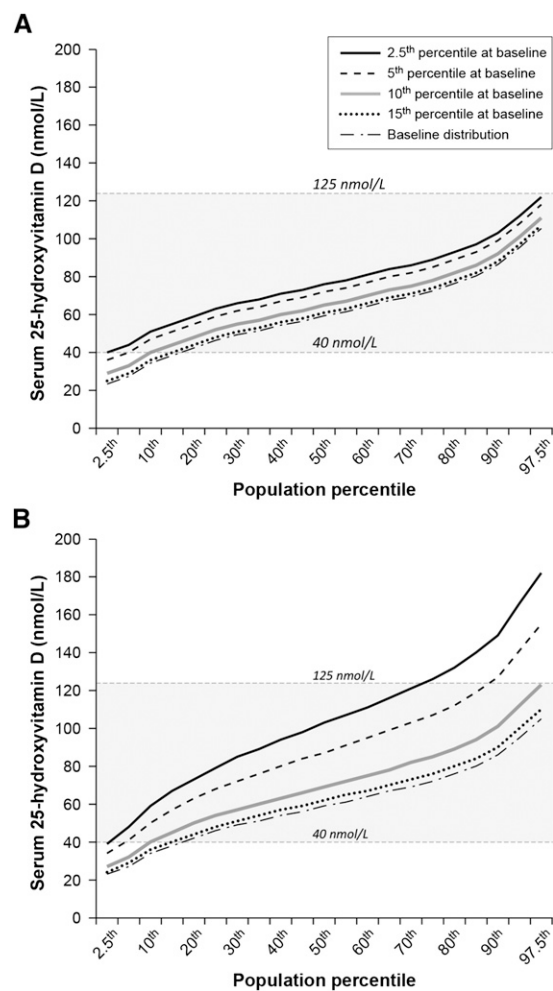 A
200
180
160
140
120
100
80
60
40
20
0
Serum 25-hydroxyvitamin D (nmol/L)
2.5th percentile at baseline
5th percentile at baseline
10th percentile at baseline
15th percentile at baseline
Baseline distribution
125 nmol/L
40 nmol/L
2.5th
10th
20th
30th
40th
50th
60th
70th
80th
90th
97.5th
Population percentile
B
200
180
160
140
120
100
80
60
40
20
0
Serum 25-hydroxyvitamin D (nmol/L)
125 nmol/L
40 nmol/L
2.5th
10th
20th
30th
40th
50th
60th
70th
80th
90th
97.5th
Population percentile